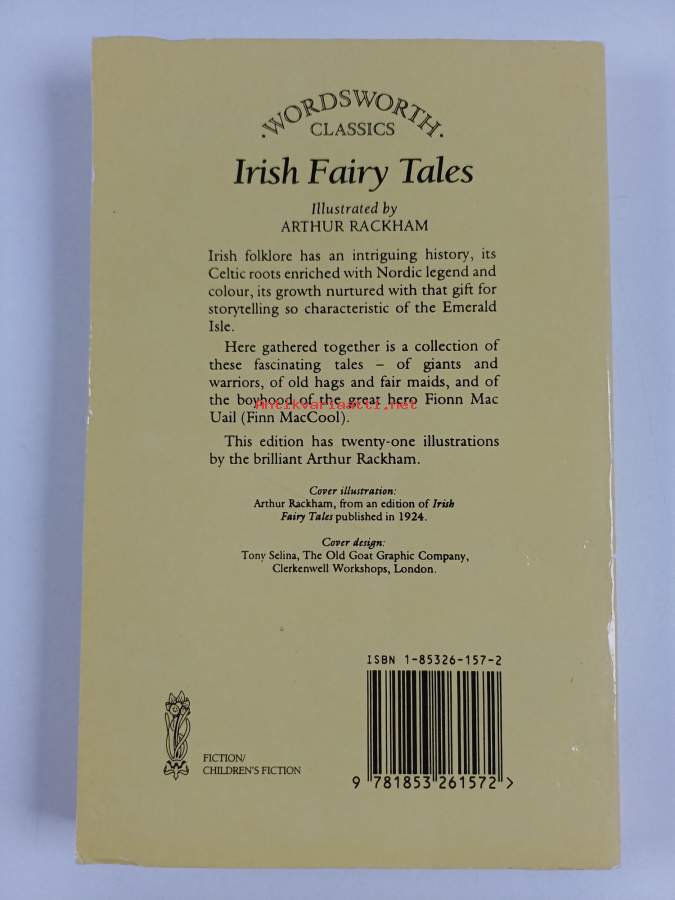 ·WORDSWORTH·
CLASSICS
Irish Fairy Tales
Illustrated by
ARTHUR RACKHAM
Irish folklore has an intriguing history, its
Celtic roots enriched with Nordic legend and
colour, its growth nurtured with that gift for
storytelling so characteristic of the Emerald
Isle.
Here gathered together is a collection of
these fascinating tales – of giants and
warriors, of old hags and fair maids, and of
the boyhood of the great hero Fionn Mac
Antikvariaatti.net
Uail (Finn MacCool).
This edition has twenty-one illustrations
by the brilliant Arthur Rackham.
Cover illustration:
Arthur Rackham, from an edition of Irish
Fairy Tales published in 1924.
Cover design:
Tony Selina, The Old Goat Graphic Company,
Clerkenwell Workshops, London.
ISBN 1-85326-157-2
9 781853 261572 >
FICTION/
CHILDREN'S FICTION